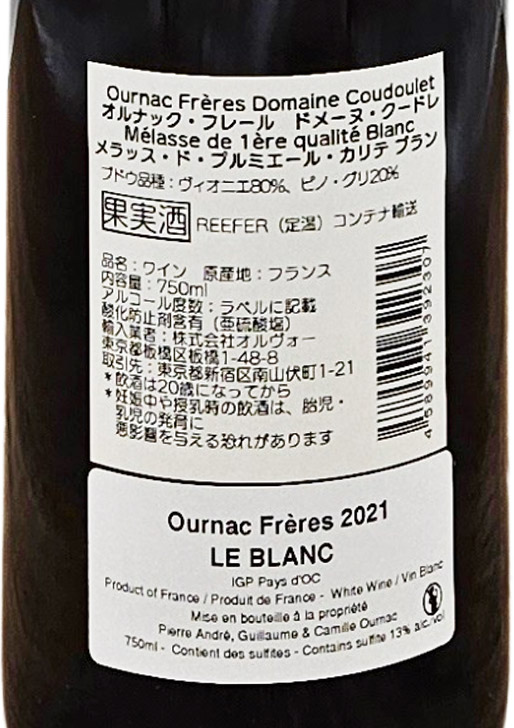 Ournac Frères Domaine Coudoulet
オルナック・フレール　ドメーヌ・クードレ
Mélasse de 1ère qualité Blanc
メラッス・ド・プルミエール・カリテ ブラン
ブドウ品種：ヴィオニエ80%、ピノ・グリ20%
果実酒 REEFER（定温）コンテナ輸送
品名：ワイン　原産地：フランス
内容量：750ml
アルコール度数：ラベルに記載
酸化防止剤含有（亜硫酸塩）
輸入業者：株式会社オルヴォー
東京都板橋区板橋1-48-8
取引先：東京都新宿区南山伏町1-21
＊飲酒は20歳になってから
＊妊娠中や授乳時の飲酒は、胎児・
乳児の発育に
悪影響を与える恐れがあります
4589941392307
Ournac Frères 2021
LE BLANC
IGP Pays d'OC
Product of France / Produit de France - White Wine / Vin Blanc
Mise en bouteille à la propriété
Pierre André, Guillaume & Camille Ournac
750ml - Contient des sulfites - Contains sulfite 13% alc./vol